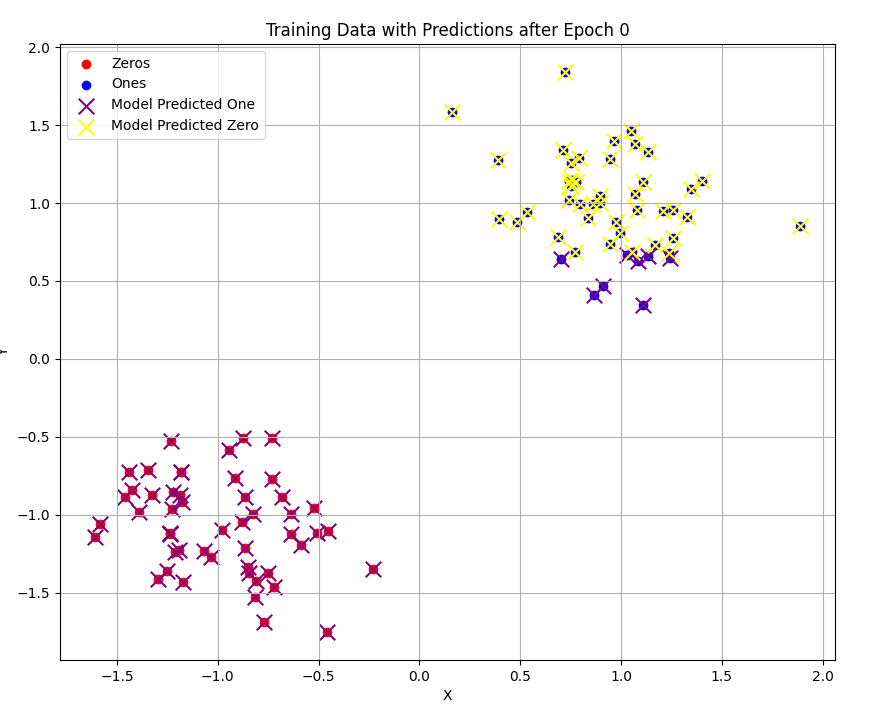 Training Data with Predictions after Epoch 0
Zeros
Ones
Model Predicted One
Model Predicted Zero
2.0
1.5
1.0
0.5
0.0
−0.5
−1.0
−1.5
Y
−1.5 −1.0 −0.5 0.0 0.5 1.0 1.5 2.0
X